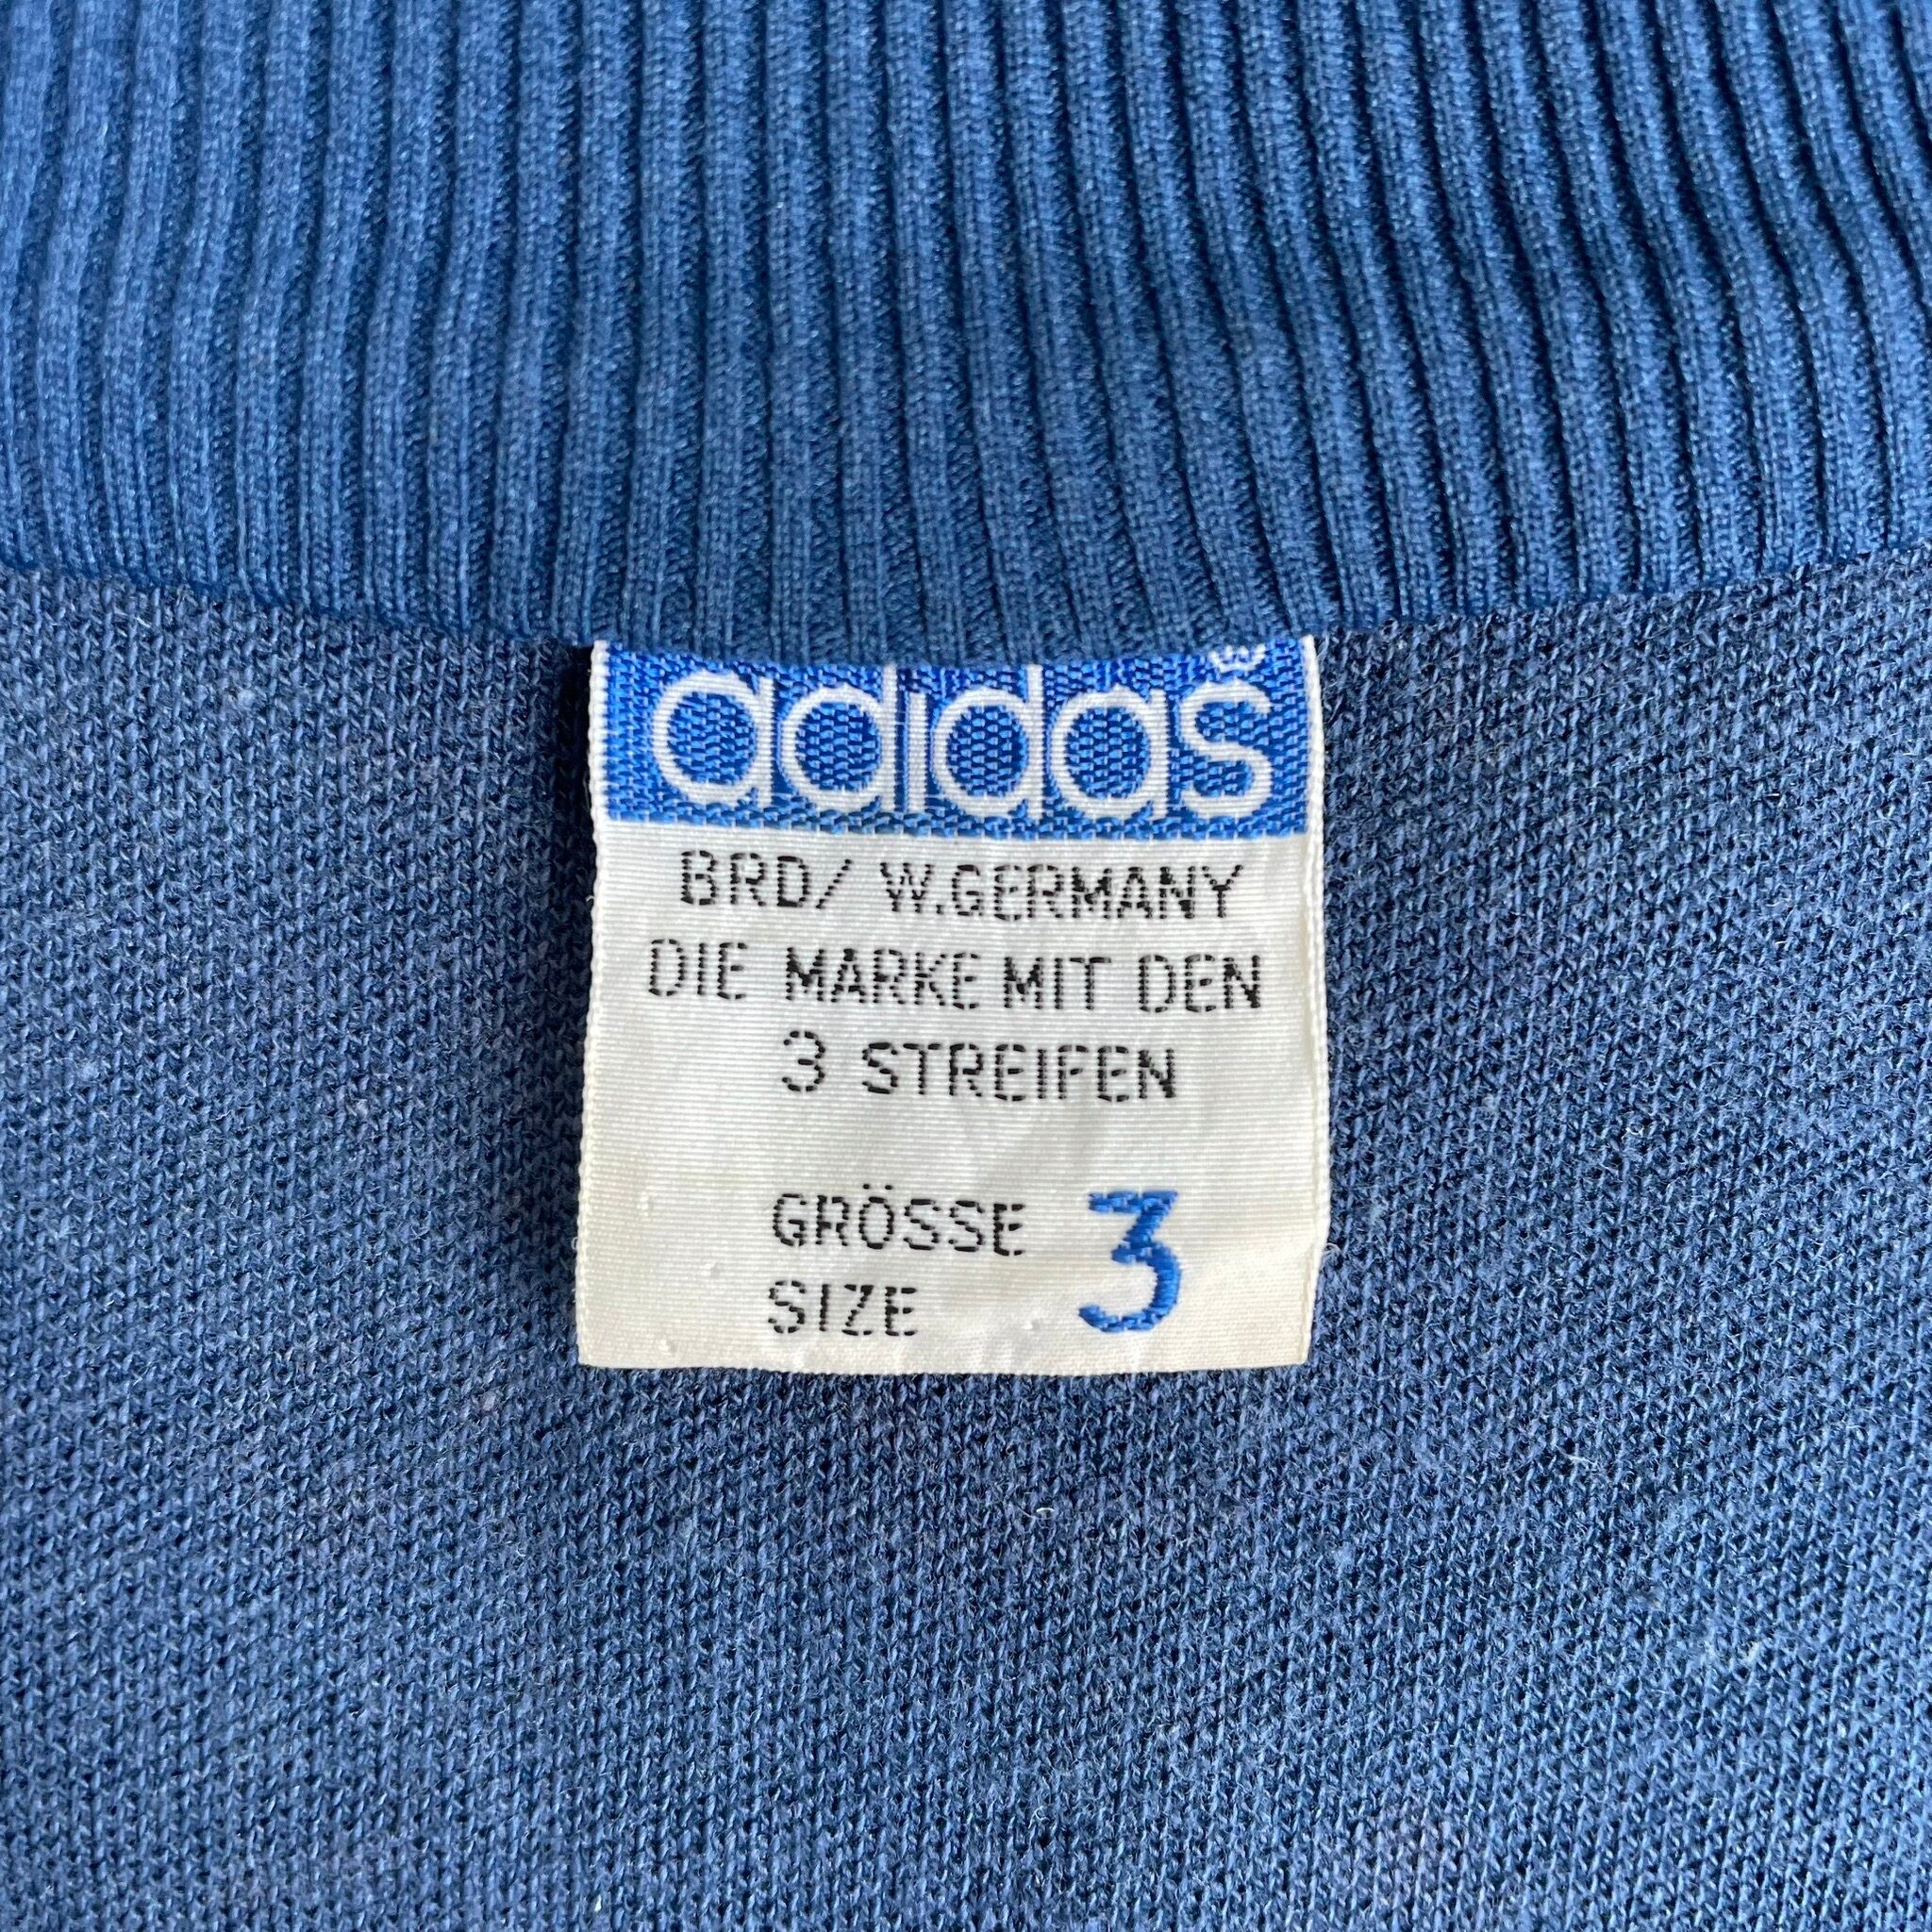 adidas®
BRD/ W.GERMANY
DIE MARKE MIT DEN
3 STREIFEN
GRÖSSE 3
SIZE